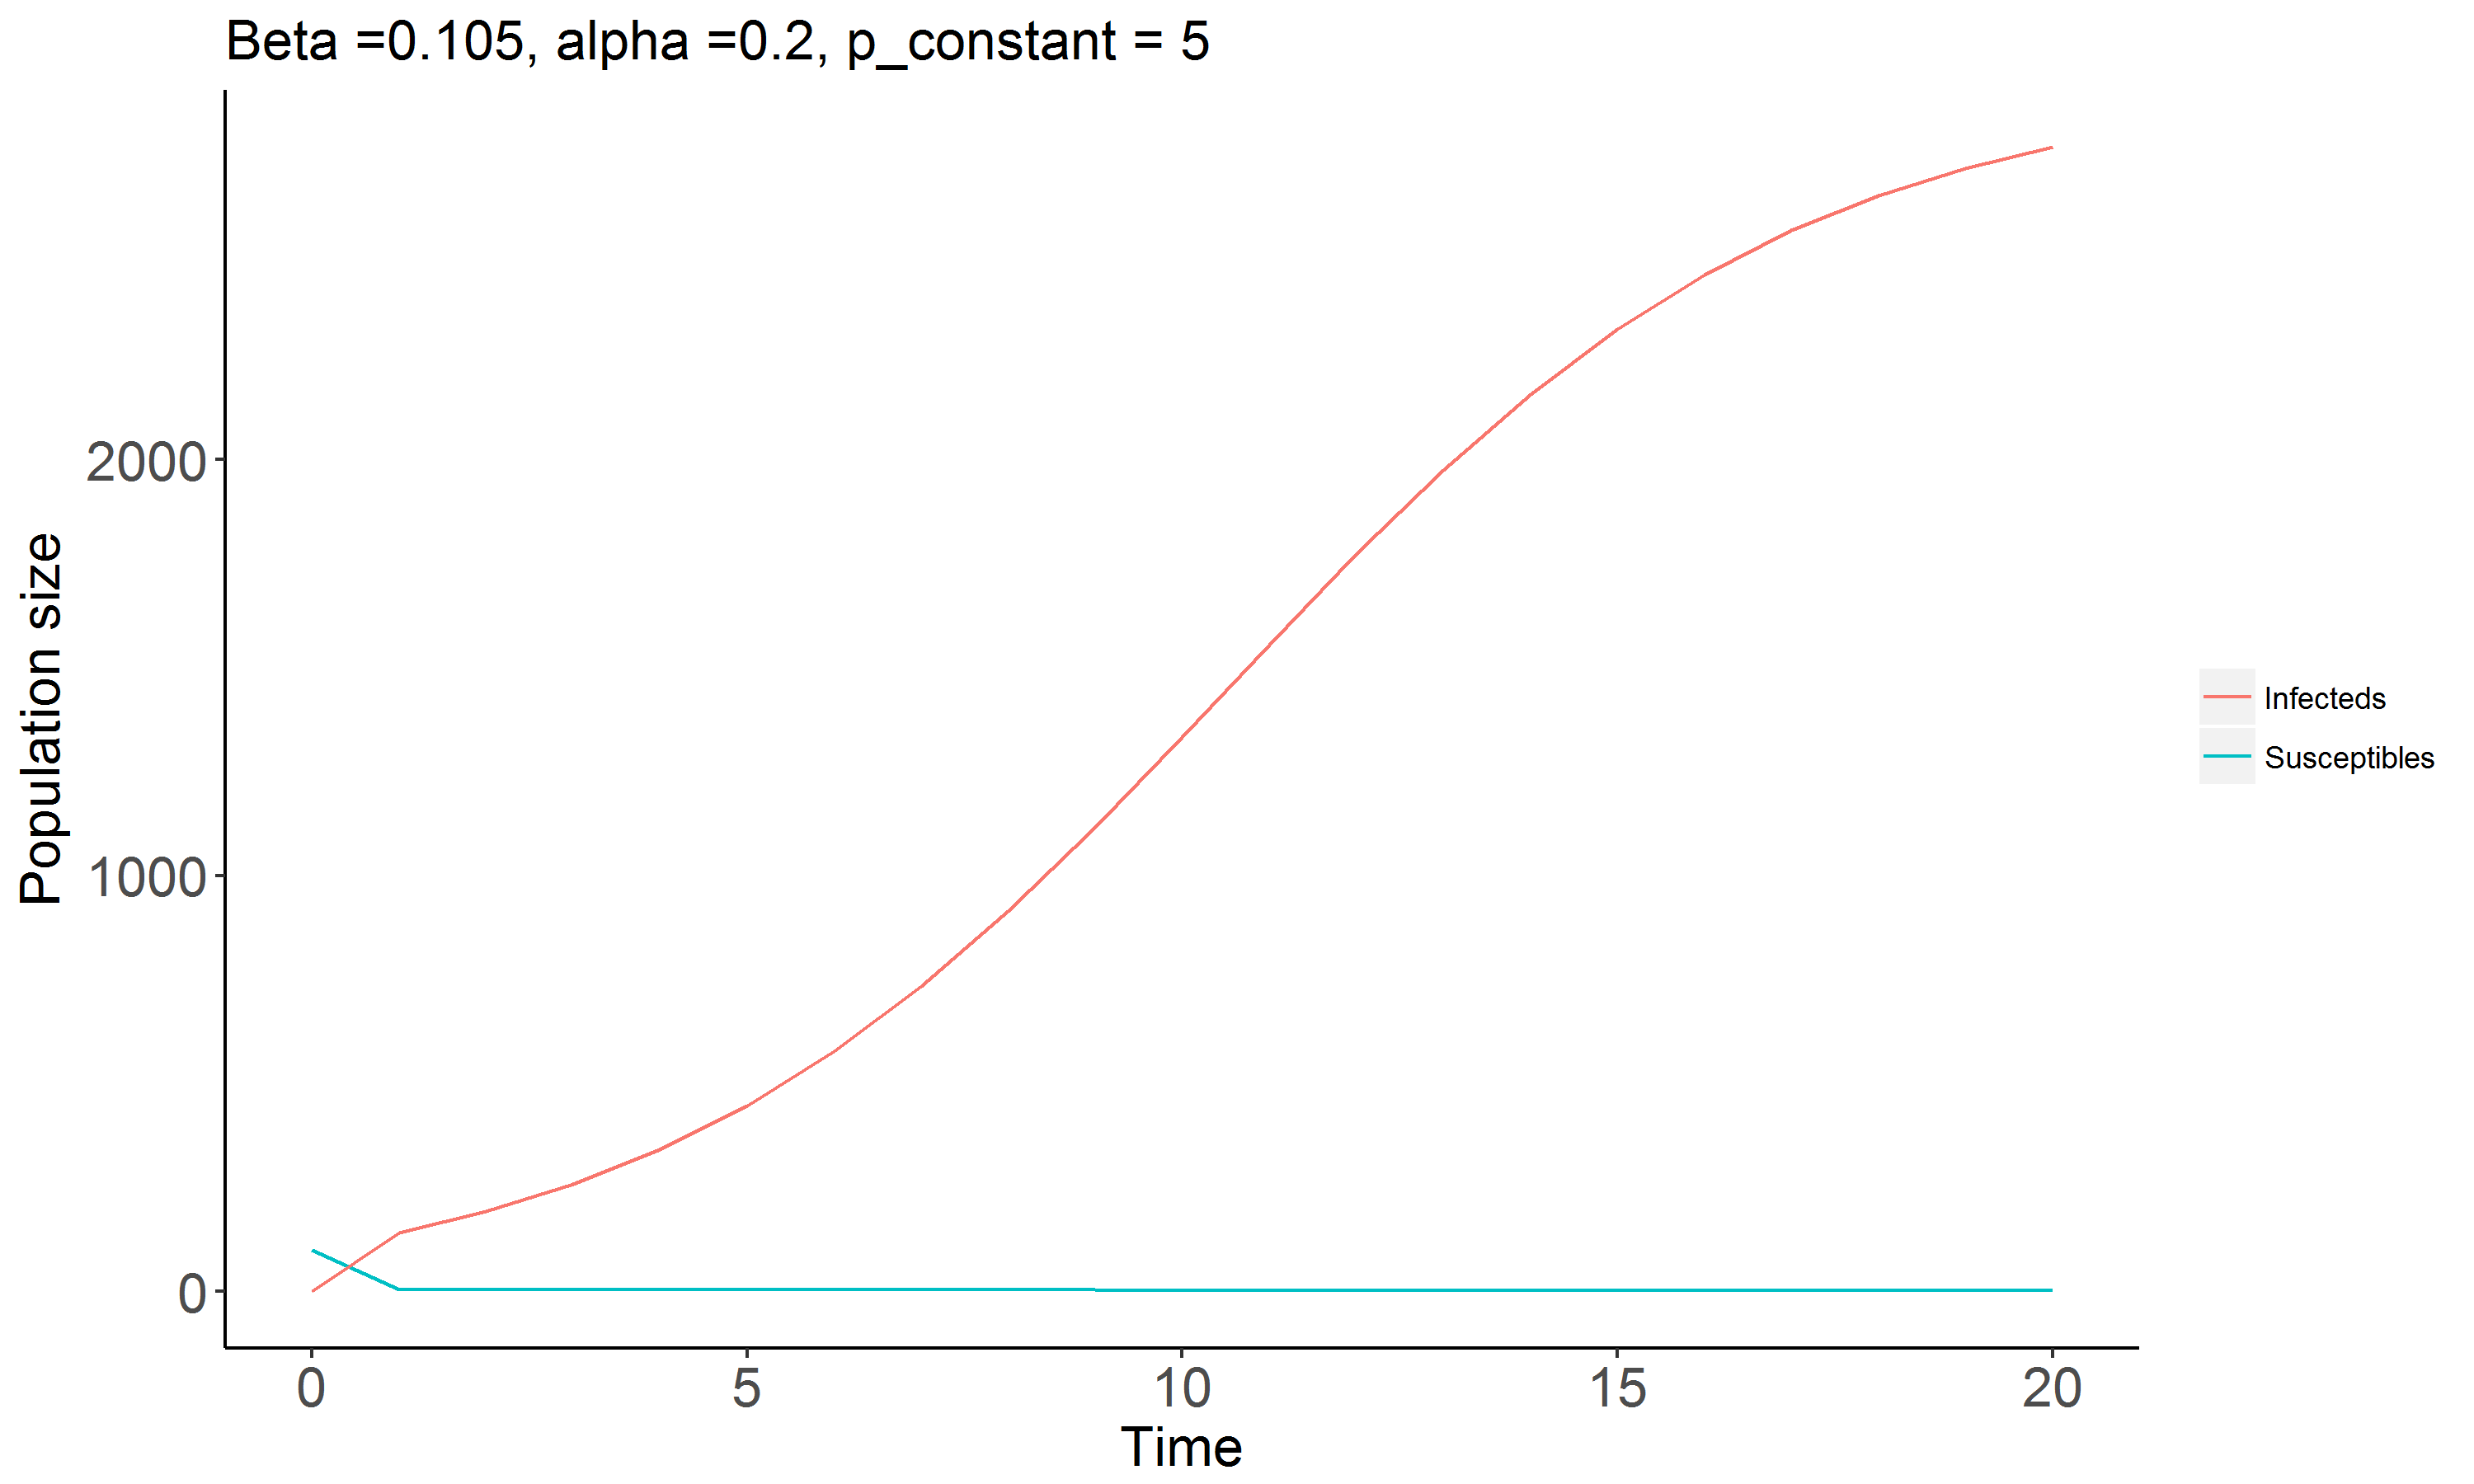 Beta =0.105, alpha =0.2, p_constant = 5
Population size
2000
1000
0
0 5 10 15 20
Time
Infecteds
Susceptibles